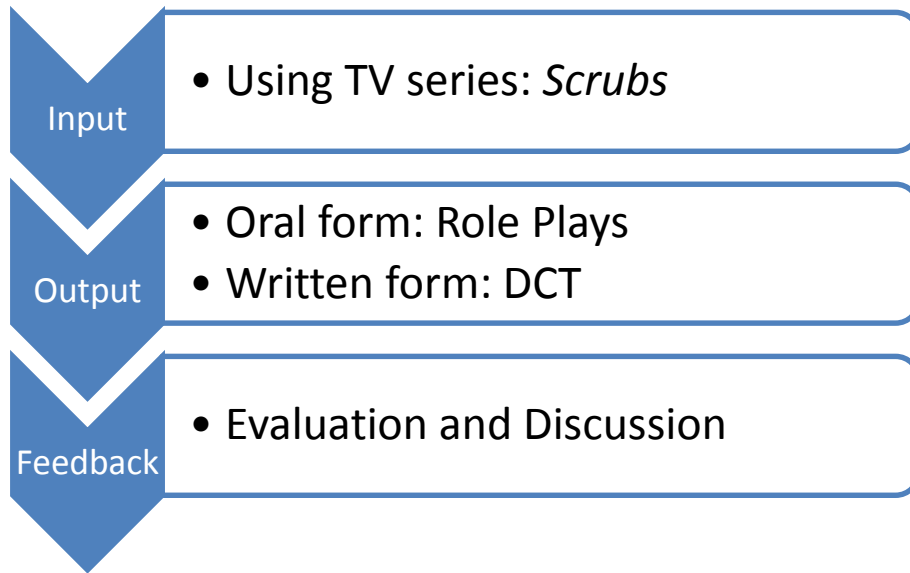 Input
• Using TV series: Scrubs
Output
• Oral form: Role Plays
• Written form: DCT
Feedback
• Evaluation and Discussion